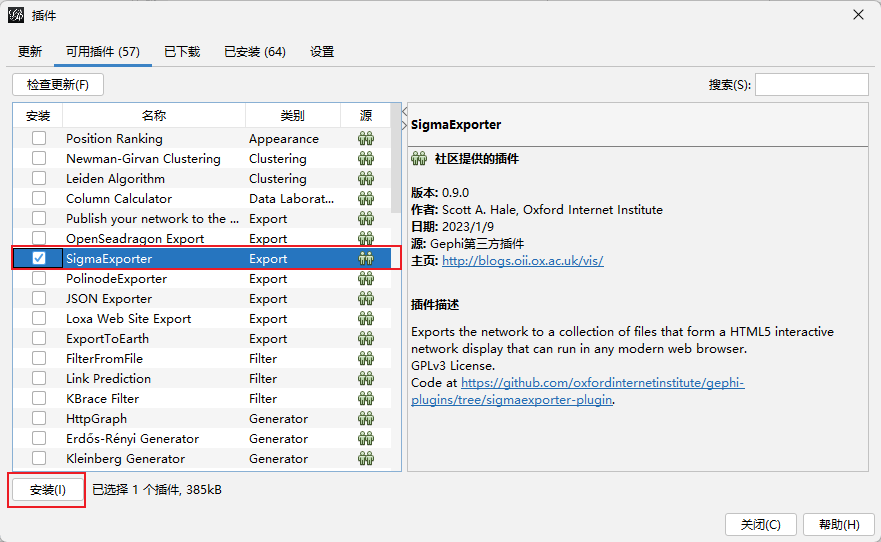 插件
更新 可用插件 (57) 已下载 已安装 (64) 设置
检查更新(F) 搜索(S):
安装 名称 类别 源
Position Ranking Appearance
Newman-Girvan Clustering Clustering
Leiden Algorithm Clustering
Column Calculator Data Laborat...
Publish your network to the ... Export
OpenSeadragon Export Export
SigmaExporter Export
PolinodeExporter Export
JSON Exporter Export
Loxa Web Site Export Export
ExportToEarth Export
FilterFromFile Filter
Link Prediction Filter
KBrace Filter Filter
HttpGraph Generator
Erdős-Rényi Generator Generator
Kleinberg Generator Generator
SigmaExporter
社区提供的插件
版本: 0.9.0
作者: Scott A. Hale, Oxford Internet Institute
日期: 2023/1/9
源: Gephi第三方插件
主页: http://blogs.oii.ox.ac.uk/vis/
插件描述
Exports the network to a collection of files that form a HTML5 interactive
network display that can run in any modern web browser.
GPLv3 License.
Code at https://github.com/oxfordinternetinstitute/gephi-
plugins/tree/sigmaexporter-plugin.
安装(I) 已选择 1 个插件, 385kB
关闭(C) 帮助(H)